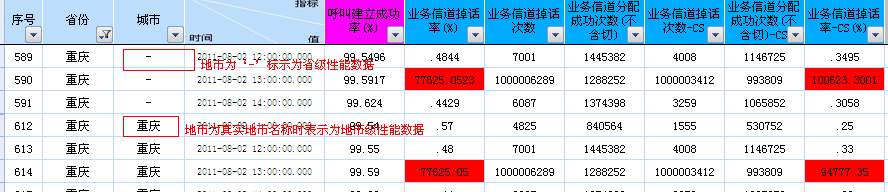 序号 省份 城市 指标 时间 值 呼叫建立成功率(%) 业务信道掉话率(%) 业务信道掉话次数 业务信道分配成功次数(不含切) 业务信道掉话次数-CS 业务信道分配成功次数(不含切)-CS 业务信道掉话率-CS(%)
589 重庆 - 2011-08-02 12:00:00.000 99.5496 .4844 7001 1445382 4008 1146725 .3495
地市为 '-' 标示为省级性能数据
590 重庆 - 2011-08-02 13:00:00.000 99.5917 77625.0523 1000006289 1288252 1000003412 993809 100623.3001
591 重庆 - 2011-08-02 14:00:00.000 99.624 .4429 6087 1374398 3259 1065852 .3058
612 重庆 重庆 99.54 .57 4825 840564 1555 530752 .25
地市为真实地市名称时表示为地市级性能数据
613 重庆 重庆 2011-08-02 12:00:00.000 99.55 .48 7001 1445382 4008 1146725 .33
614 重庆 重庆 2011-08-02 13:00:00.000 99.59 77625.05 1000006289 1288252 1000003412 993809 94777.35